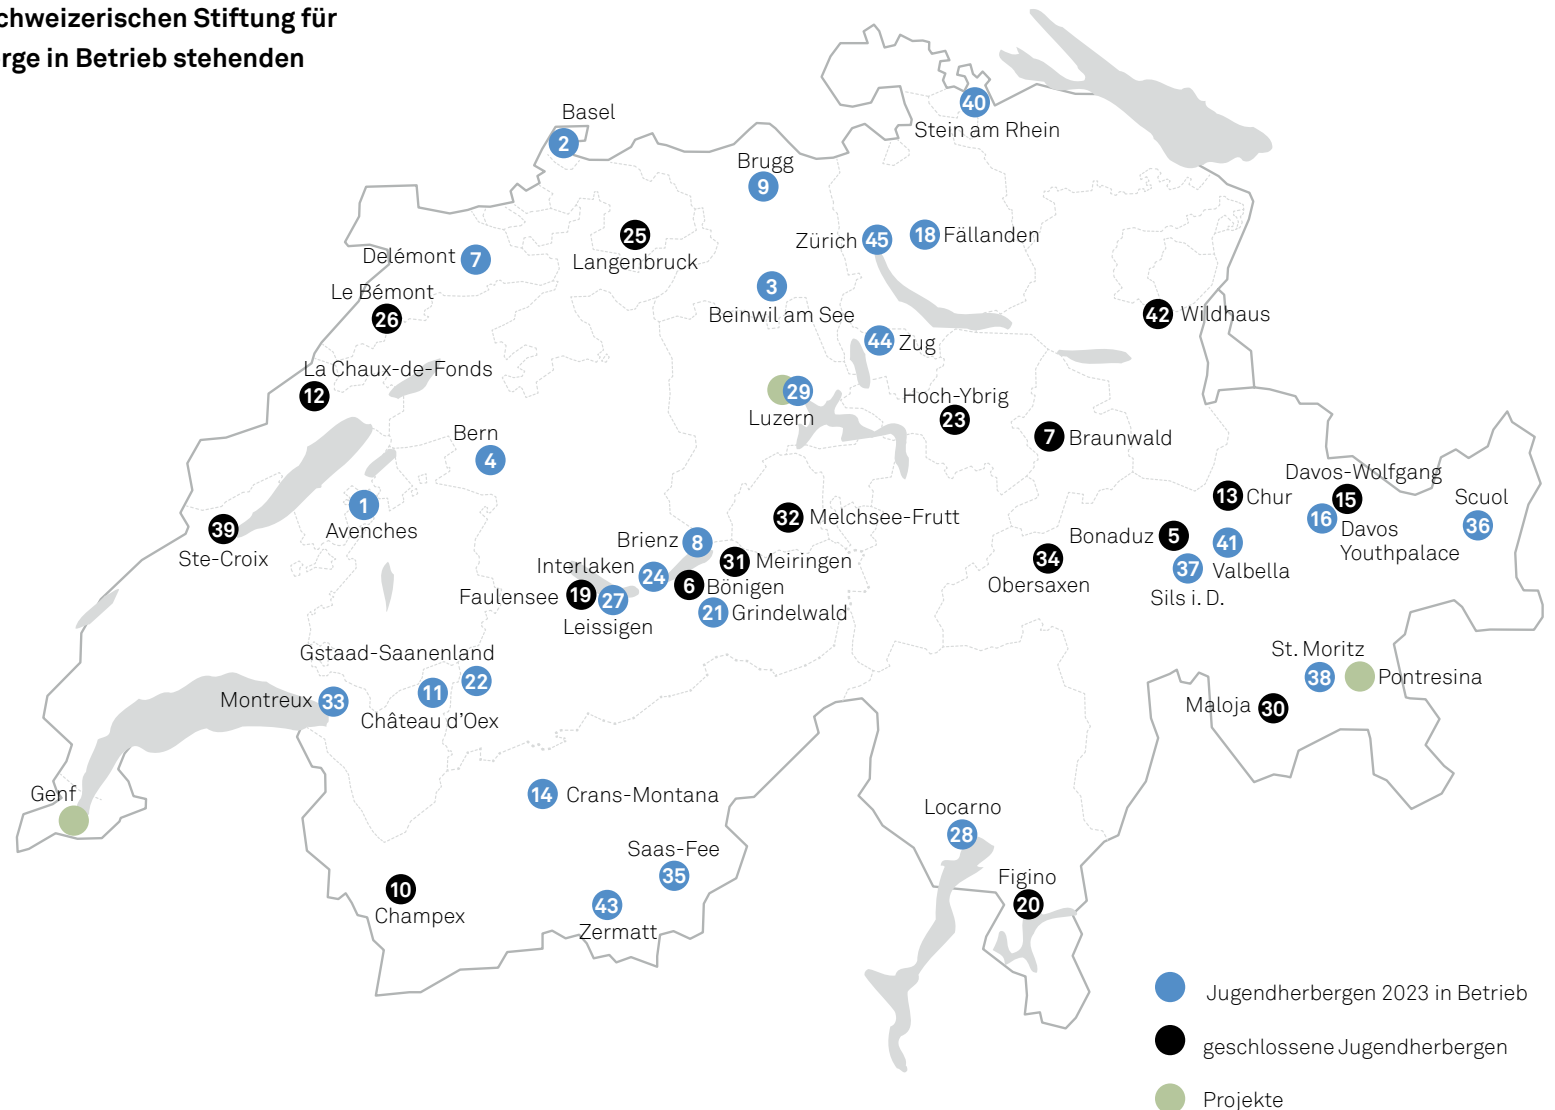 chweizerischen Stiftung für
rge in Betrieb stehenden
Basel
2
40
Stein am Rhein
Brugg
9
25
Langenbruck
Zürich 45
18 Fällanden
Delémont 7
Le Bémont
26
3
Beinwil am See
42 Wildhaus
44 Zug
La Chaux-de-Fonds
12
29
Luzern
Hoch-Ybrig
23
7 Braunwald
Bern
4
1
Avenches
39
Ste-Croix
32 Melchsee-Frutt
13 Chur
Davos-Wolfgang
15
16
Davos
Youthpalace
Scuol
36
Bonaduz 5
41
Valbella
37
Sils i. D.
34
Obersaxen
Brienz 8
31 Meiringen
Interlaken
24
6
Bönigen
Faulensee 19
27
Leissigen
21 Grindelwald
Gstaad-Saanenland
22
11
Château d’Oex
Montreux 33
St. Moritz
38
Pontresina
Maloja 30
Genf
14 Crans-Montana
Locarno
28
Saas-Fee
35
Figino
20
10
Champex
43
Zermatt
Jugendherbergen 2023 in Betrieb
geschlossene Jugendherbergen
Projekte